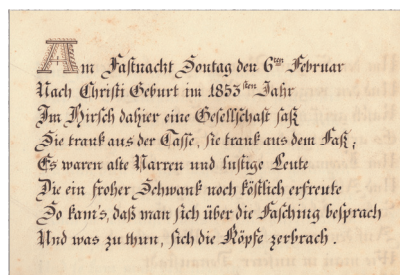 Am Fastnacht Sontag den 6ten Februar
Nach Christi Geburt im 1853sten Jahr
Im Hirsch dahier eine Gesellschaft saß
Sie trank aus der Tasse, sie trank aus dem Faß;
Es waren alte Narren und lustige Leute
Die ein froher Schwank noch köstlich erfreute
So kam's, daß man sich über die Fasching besprach
Und was zu thun, sich die Köpfe zerbrach.